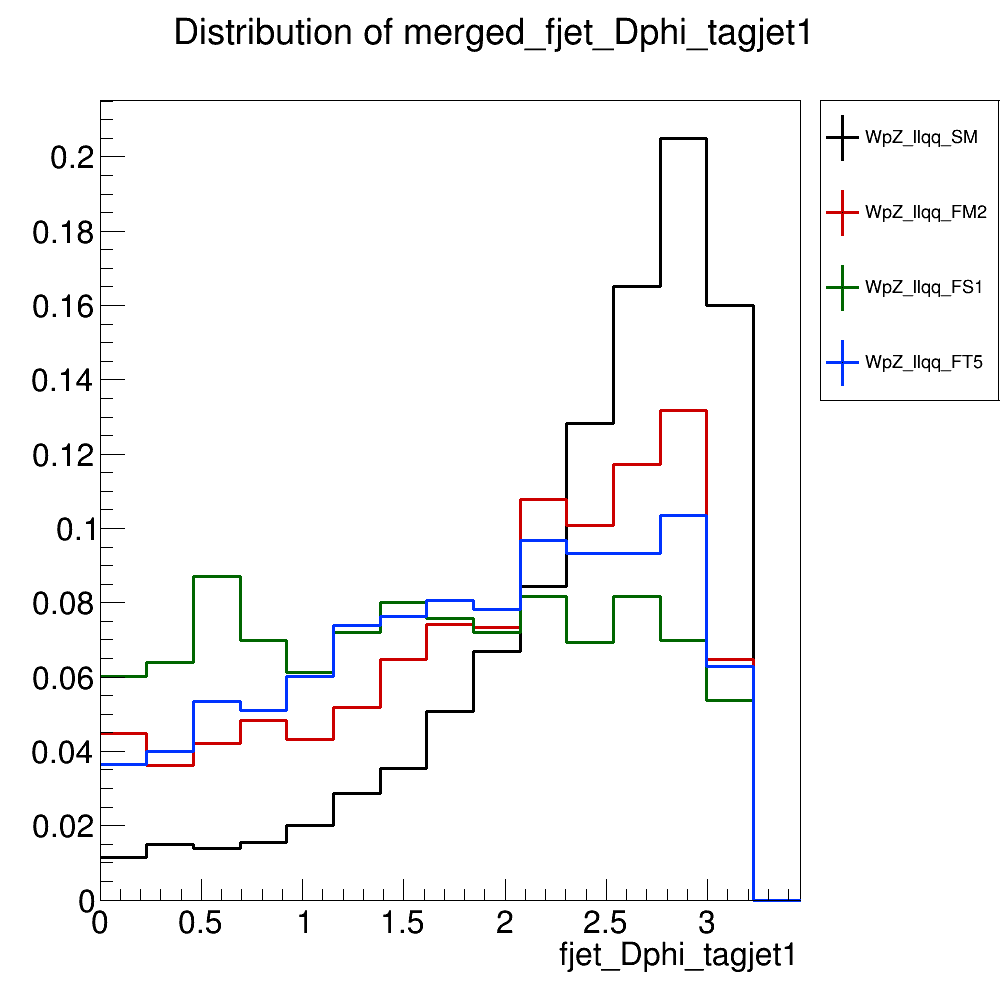 Distribution of merged_fjet_Dphi_tagjet1
WpZ_llqq_SM
WpZ_llqq_FM2
WpZ_llqq_FS1
WpZ_llqq_FT5
0.2
0.18
0.16
0.14
0.12
0.1
0.08
0.06
0.04
0.02
0
0 0.5 1 1.5 2 2.5 3
fjet_Dphi_tagjet1